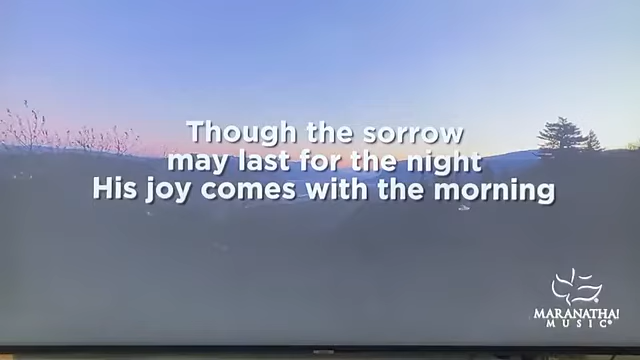 Though the sorrow
may last for the night
His joy comes with the morning
MARANATHA!
MUSIC®